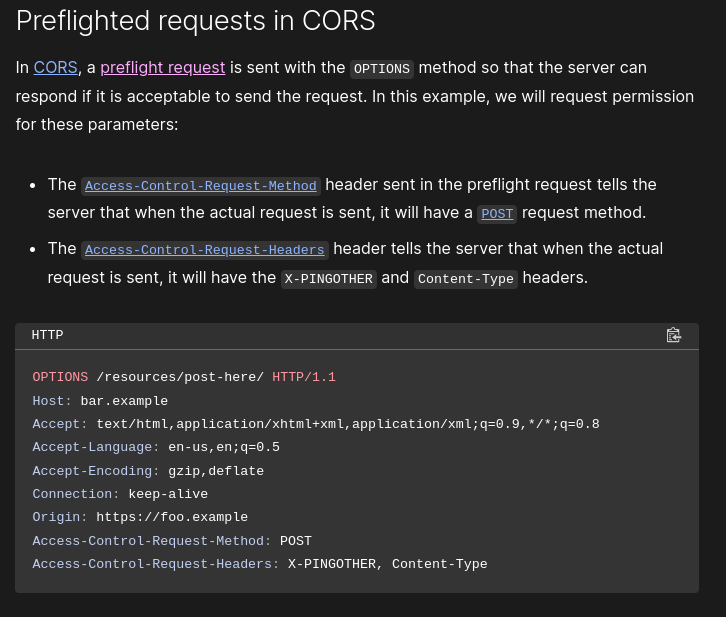 Preflighted requests in CORS
In CORS, a preflight request is sent with the OPTIONS method so that the server can
respond if it is acceptable to send the request. In this example, we will request permission
for these parameters:
• The Access-Control-Request-Method header sent in the preflight request tells the
server that when the actual request is sent, it will have a POST request method.
• The Access-Control-Request-Headers header tells the server that when the actual
request is sent, it will have the X-PINGOTHER and Content-Type headers.
HTTP
OPTIONS /resources/post-here/ HTTP/1.1
Host: bar.example
Accept: text/html,application/xhtml+xml,application/xml;q=0.9,*/*;q=0.8
Accept-Language: en-us,en;q=0.5
Accept-Encoding: gzip,deflate
Connection: keep-alive
Origin: https://foo.example
Access-Control-Request-Method: POST
Access-Control-Request-Headers: X-PINGOTHER, Content-Type